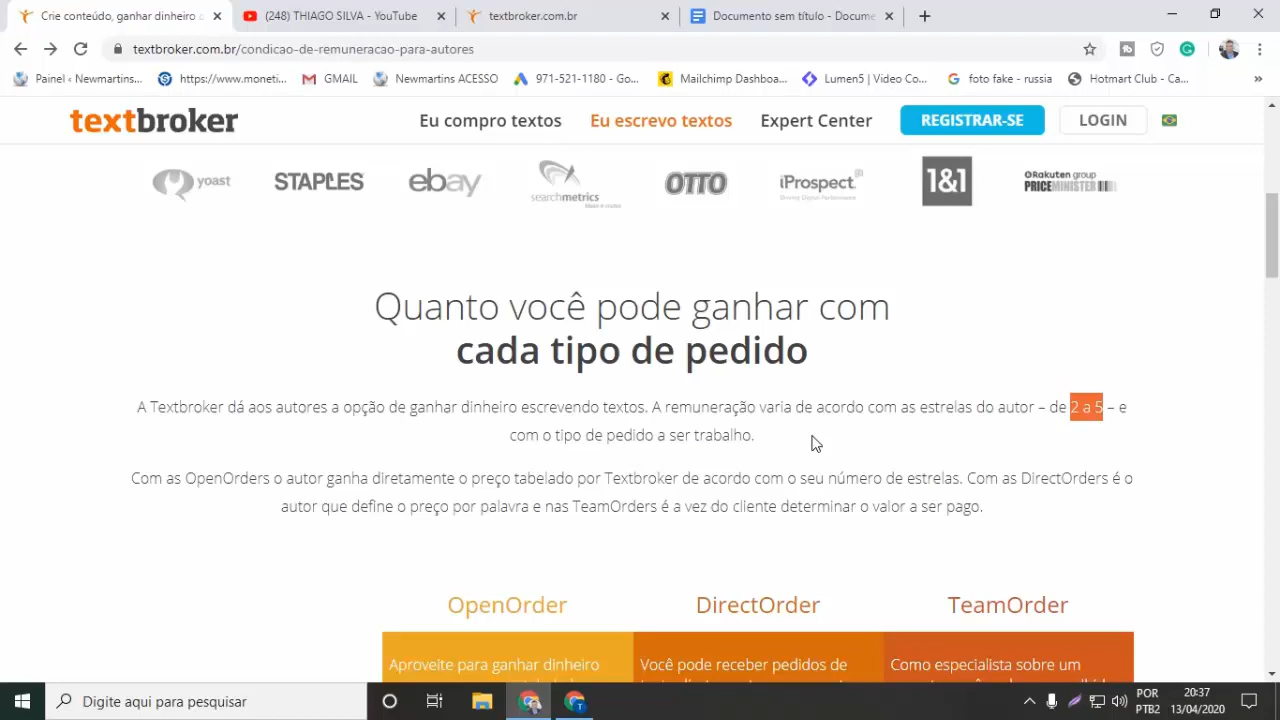 Crie conteúdo, ganhar dinheiro c
(248) THIAGO SILVA - YouTube
textbroker.com.br
Documento sem título - Docume
textbroker.com.br/condicao-de-remuneracao-para-autores
Painel ‹ Newmartins...
https://www.moneti...
GMAIL
Newmartins ACESSO
971-521-1180 - Go...
Mailchimp Dashboa...
Lumen5 | Video Co...
foto fake - russia
Hotmart Club - Ca...
textbroker
Eu compro textos
Eu escrevo textos
Expert Center
REGISTRAR-SE
LOGIN
yoast
STAPLES
ebay
searchmetrics
OTTO
iProspect.
Driving Digital Performance
1&1
Rakuten group
PRICEMINISTER
Quanto você pode ganhar com
cada tipo de pedido
A Textbroker dá aos autores a opção de ganhar dinheiro escrevendo textos. A remuneração varia de acordo com as estrelas do autor – de 2 a 5 – e
com o tipo de pedido a ser trabalho.
Com as OpenOrders o autor ganha diretamente o preço tabelado por Textbroker de acordo com o seu número de estrelas. Com as DirectOrders é o
autor que define o preço por palavra e nas TeamOrders é a vez do cliente determinar o valor a ser pago.
OpenOrder
DirectOrder
TeamOrder
Aproveite para ganhar dinheiro
Você pode receber pedidos de
Como especialista sobre um
Digite aqui para pesquisar
POR
PTB2
20:37
13/04/2020